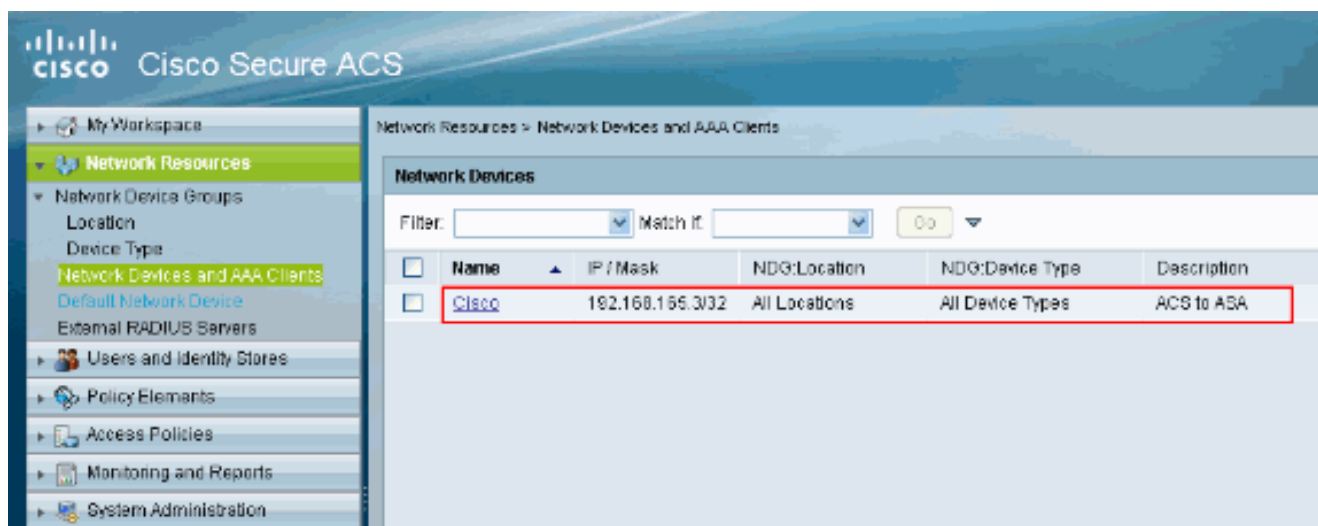 CISCO Cisco Secure ACS
My Workspace
Network Resources
Network Device Groups
Location
Device Type
Network Devices and AAA Clients
Default Network Device
External RADIUS Servers
Users and Identity Stores
Policy Elements
Access Policies
Monitoring and Reports
System Administration
Network Resources > Network Devices and AAA Clients
Network Devices
Filter: Match if: Go
Name IP / Mask NDG:Location NDG:Device Type Description
Cisco 192.168.165.3/32 All Locations All Device Types ACS to ASA